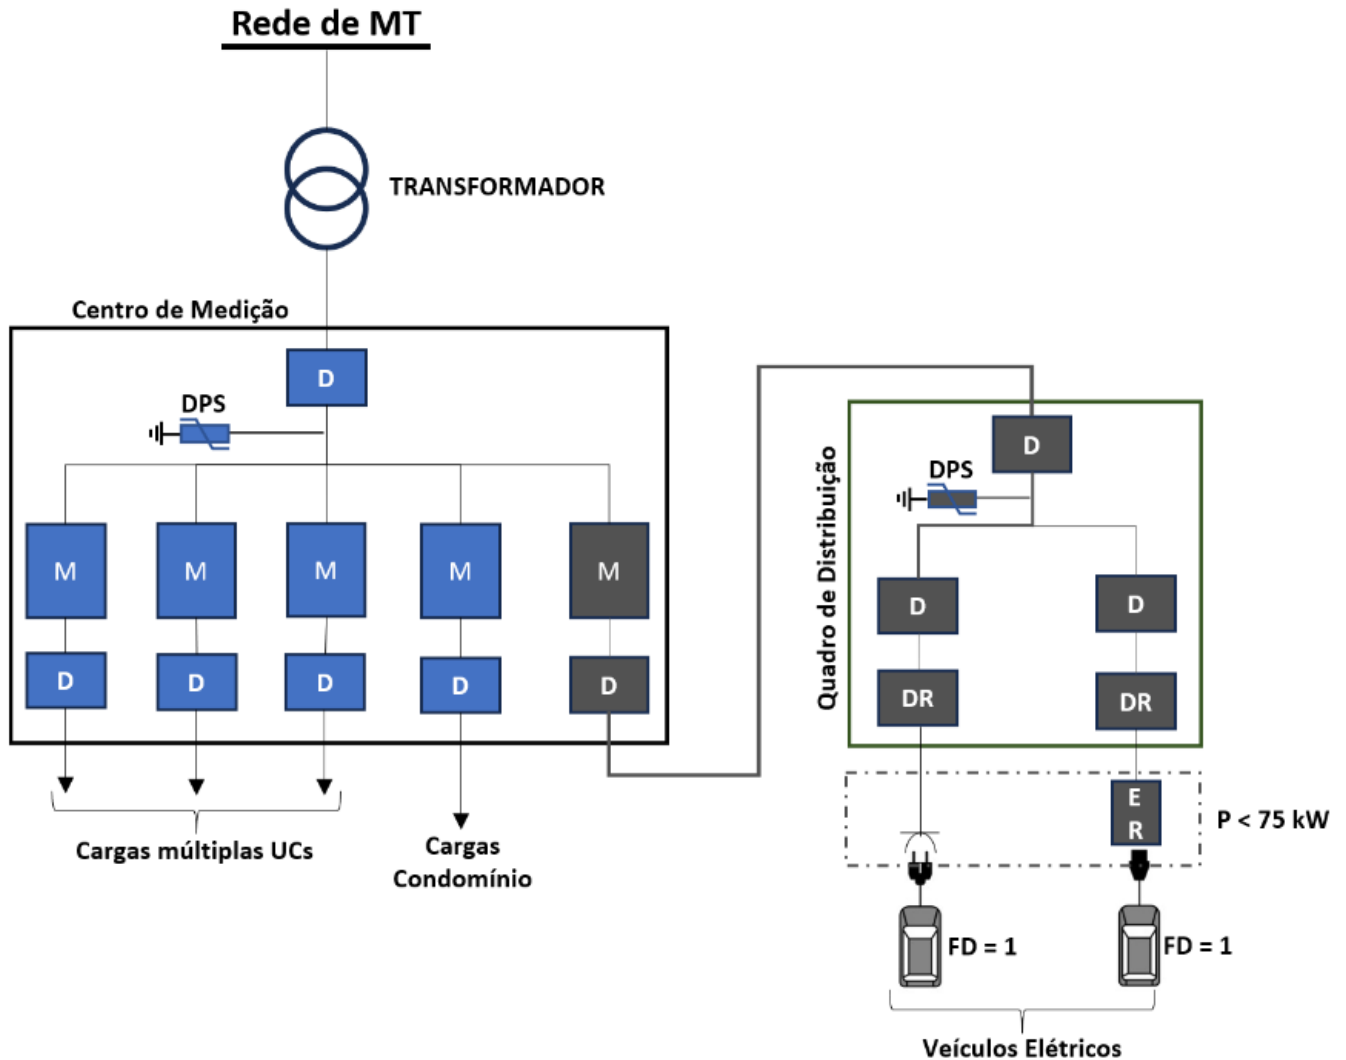 Rede de MT
TRANSFORMADOR
Centro de Medição
D
DPS
M
M
M
M
M
D
D
D
D
D
Cargas múltiplas UCs
Cargas
Condomínio
Quadro de Distribuição
D
DPS
D
D
DR
DR
E
R
P < 75 kW
FD = 1
FD = 1
Veículos Elétricos